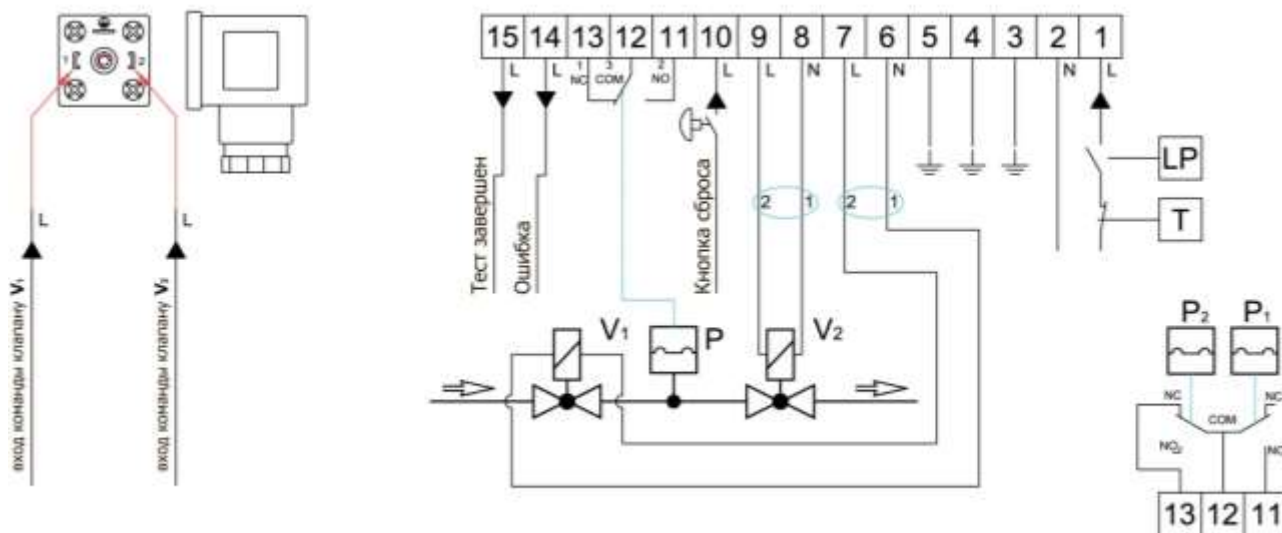 1
2
L
L
вход команды клапану V₁
вход команды клапану V₂
15 14 13 12 11 10 9 8 7 6 5 4 3 2 1
L L 1 NC 3 COM 2 NO L L N L N N L
Тест завершен
Ошибка
Кнопка сброса
2 1 2 1
LP
T
V₁ P V₂
P₂ P₁
NC NC
COM
NO
13 12 11